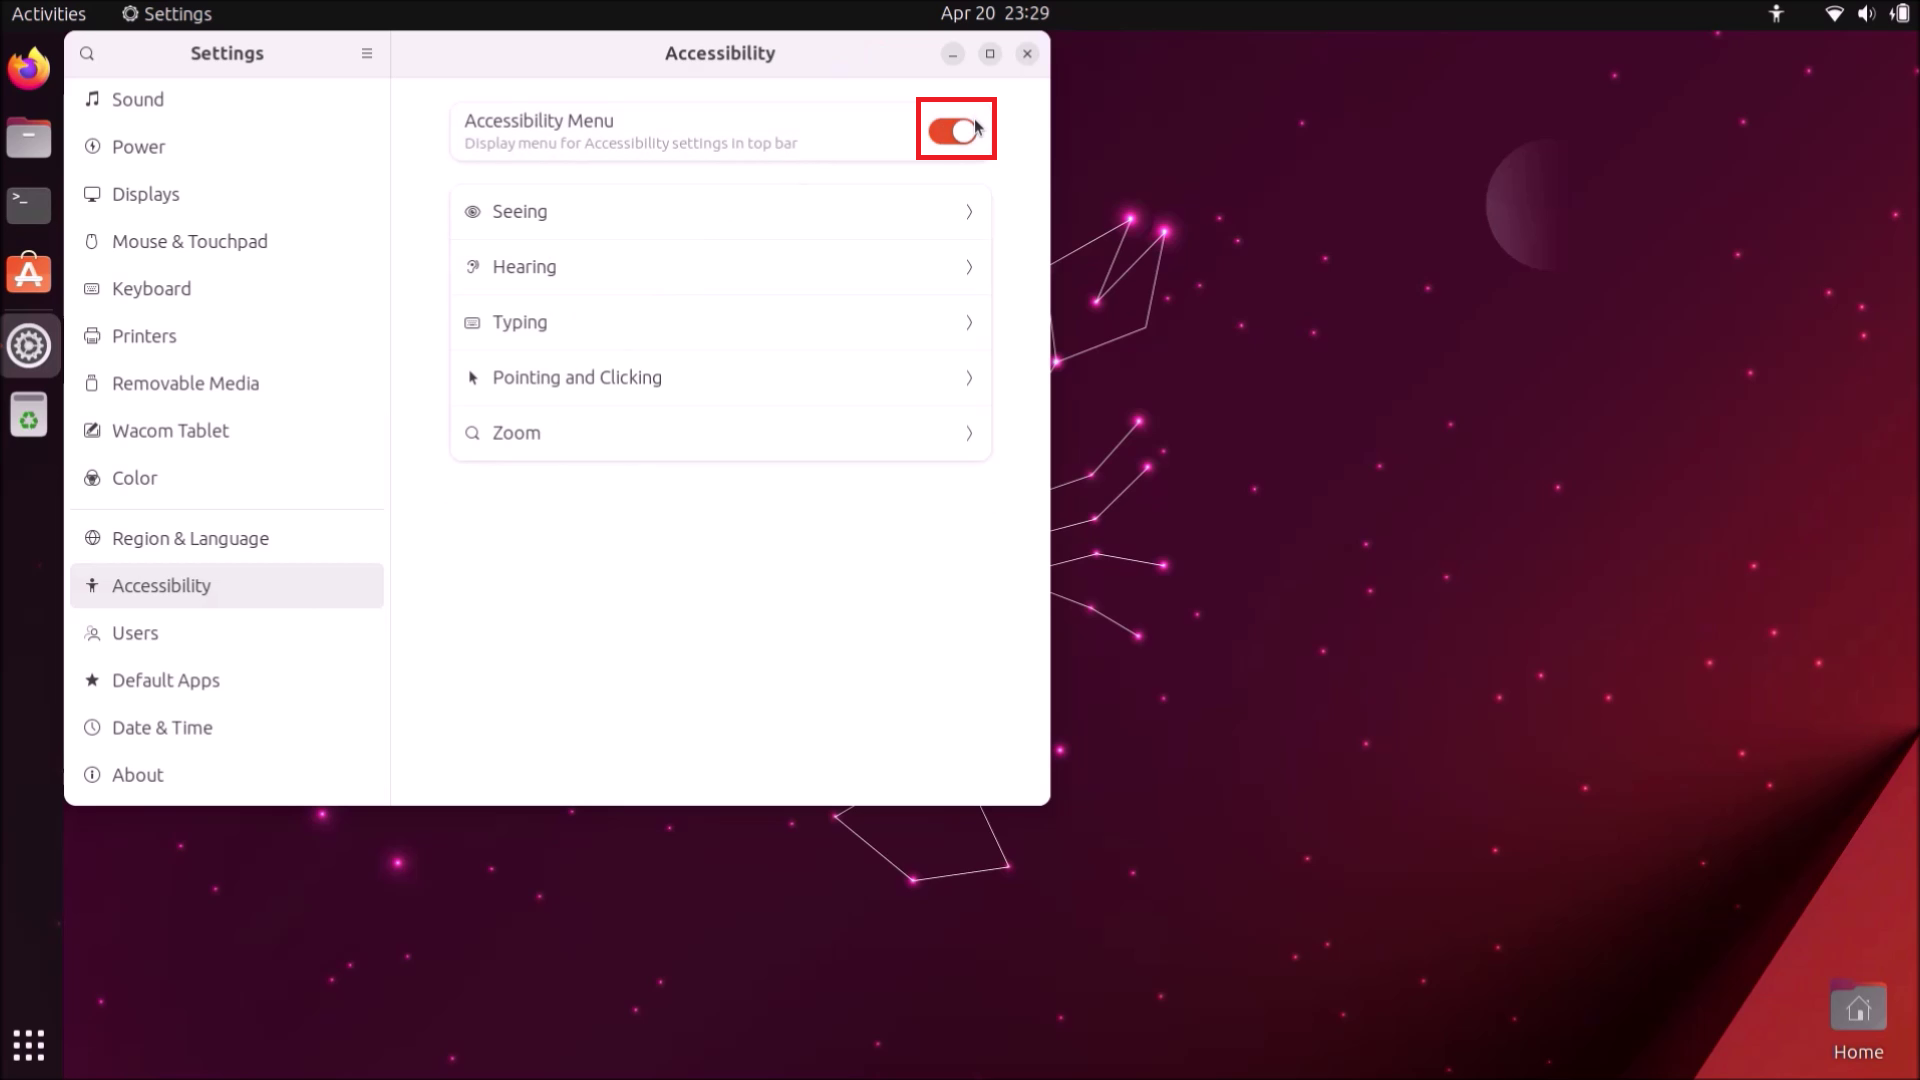 Activities
Settings
Apr 20 23:29
Settings
Accessibility
Sound
Power
Displays
Mouse & Touchpad
Keyboard
Printers
Removable Media
Wacom Tablet
Color
Region & Language
Accessibility
Users
Default Apps
Date & Time
About
Accessibility Menu
Display menu for Accessibility settings in top bar
Seeing
Hearing
Typing
Pointing and Clicking
Zoom
Home